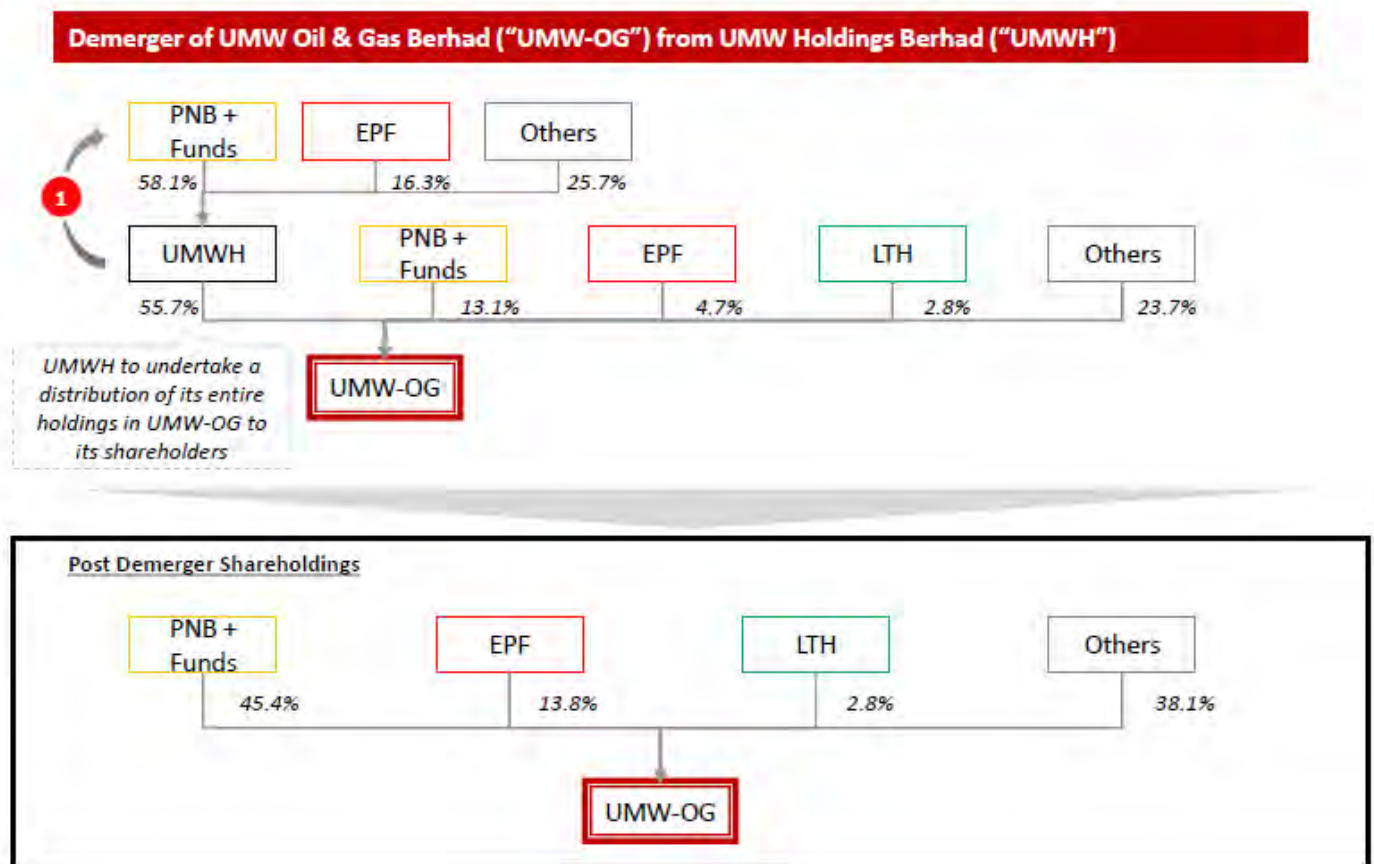 Demerger of UMW Oil & Gas Berhad (“UMW-OG”) from UMW Holdings Berhad (“UMWH”)
PNB +
Funds
EPF
Others
58.1%
16.3%
25.7%
1
UMWH
PNB +
Funds
EPF
LTH
Others
55.7%
13.1%
4.7%
2.8%
23.7%
UMWH to undertake a
distribution of its entire
holdings in UMW-OG to
its shareholders
UMW-OG
Post Demerger Shareholdings
PNB +
Funds
EPF
LTH
Others
45.4%
13.8%
2.8%
38.1%
UMW-OG